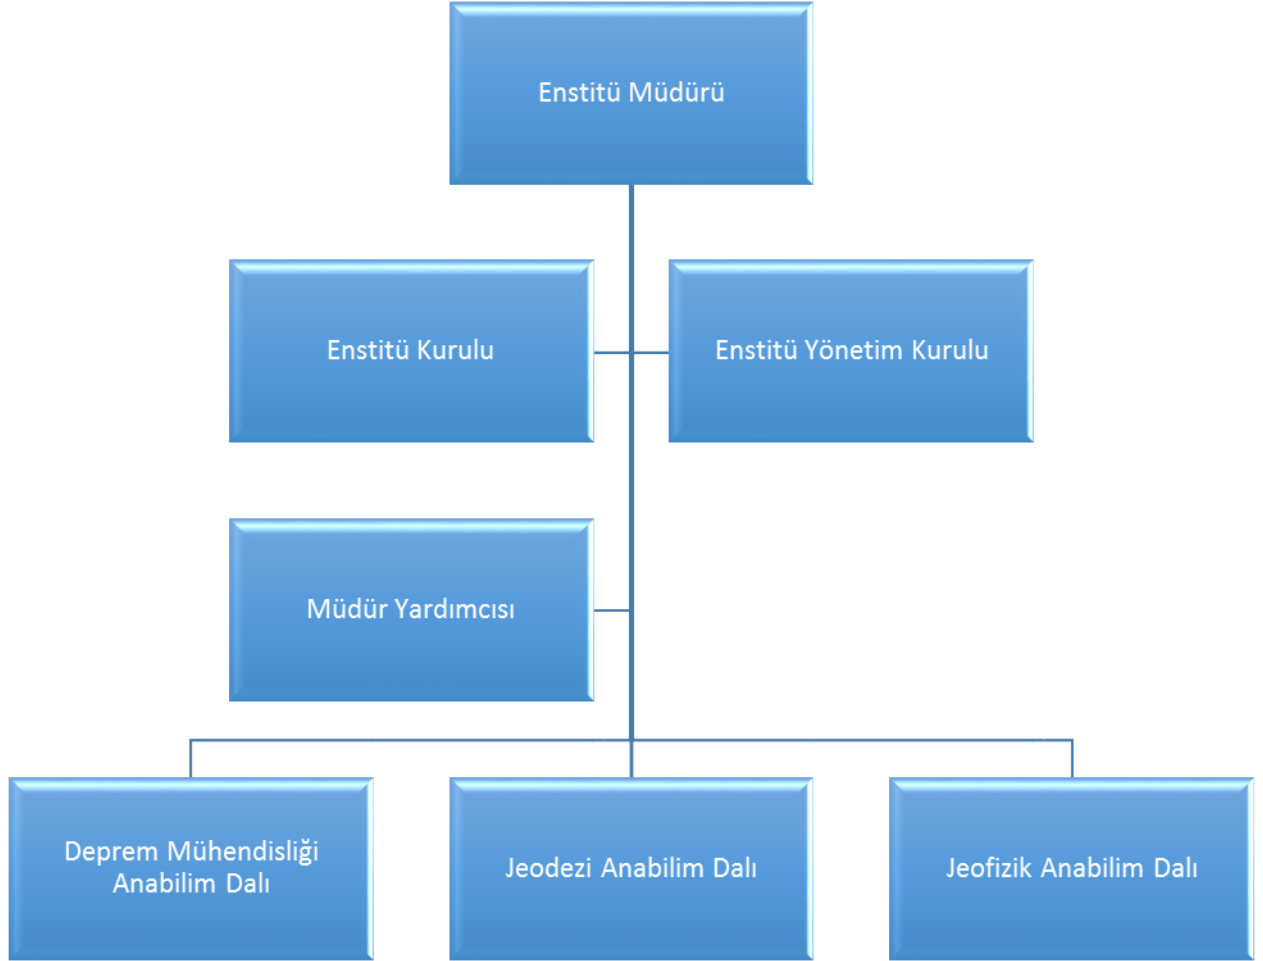 Enstitü Müdürü
Enstitü Kurulu
Enstitü Yönetim Kurulu
Müdür Yardımcısı
Deprem Mühendisliği
Anabilim Dalı
Jeodezi Anabilim Dalı
Jeofizik Anabilim Dalı